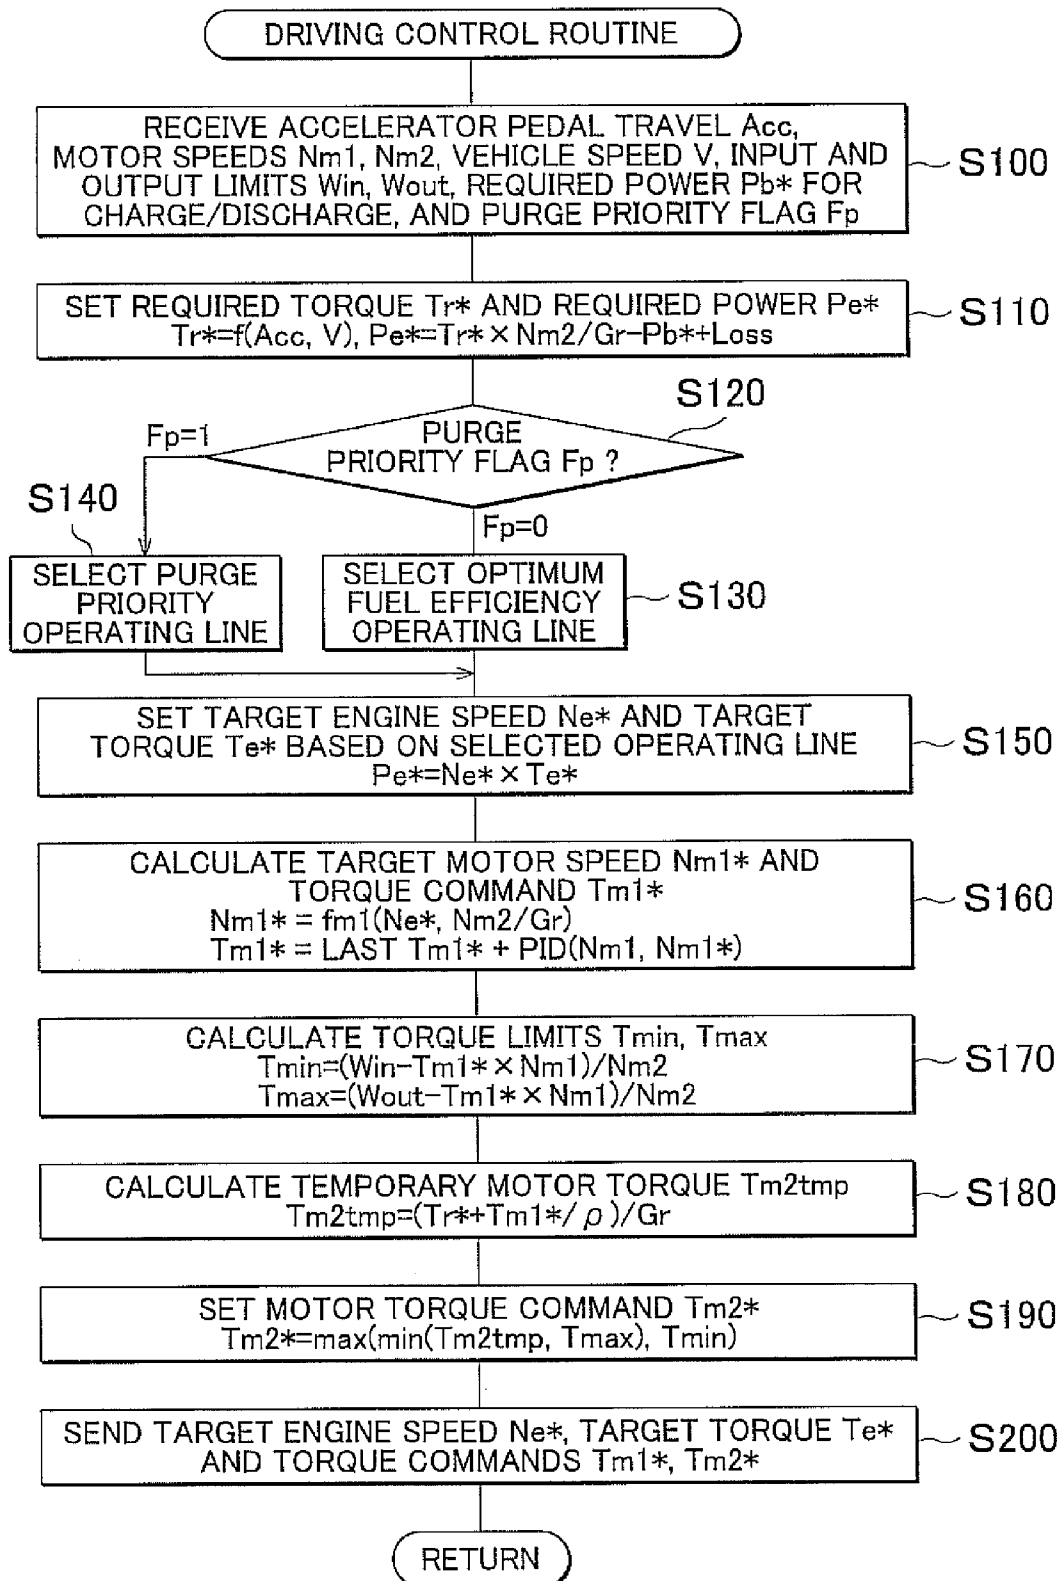 DRIVING CONTROL ROUTINE
RECEIVE ACCELERATOR PEDAL TRAVEL Acc,
MOTOR SPEEDS Nm1, Nm2, VEHICLE SPEED V, INPUT AND
OUTPUT LIMITS Win, Wout, REQUIRED POWER Pb* FOR
CHARGE/DISCHARGE, AND PURGE PRIORITY FLAG Fp
S100
SET REQUIRED TORQUE Tr* AND REQUIRED POWER Pe*
Tr*=f(Acc, V), Pe*=Tr*×Nm2/Gr-Pb*+Loss
S110
S120
PURGE
PRIORITY FLAG Fp ?
Fp=1
Fp=0
S140
SELECT PURGE
PRIORITY
OPERATING LINE
SELECT OPTIMUM
FUEL EFFICIENCY
OPERATING LINE
S130
SET TARGET ENGINE SPEED Ne* AND TARGET
TORQUE Te* BASED ON SELECTED OPERATING LINE
Pe*=Ne*×Te*
S150
CALCULATE TARGET MOTOR SPEED Nm1* AND
TORQUE COMMAND Tm1*
Nm1* = fm1(Ne*, Nm2/Gr)
Tm1* = LAST Tm1* + PID(Nm1, Nm1*)
S160
CALCULATE TORQUE LIMITS Tmin, Tmax
Tmin=(Win-Tm1*×Nm1)/Nm2
Tmax=(Wout-Tm1*×Nm1)/Nm2
S170
CALCULATE TEMPORARY MOTOR TORQUE Tm2tmp
Tm2tmp=(Tr*+Tm1*/ρ)/Gr
S180
SET MOTOR TORQUE COMMAND Tm2*
Tm2*=max(min(Tm2tmp, Tmax), Tmin)
S190
SEND TARGET ENGINE SPEED Ne*, TARGET TORQUE Te*
AND TORQUE COMMANDS Tm1*, Tm2*
S200
RETURN